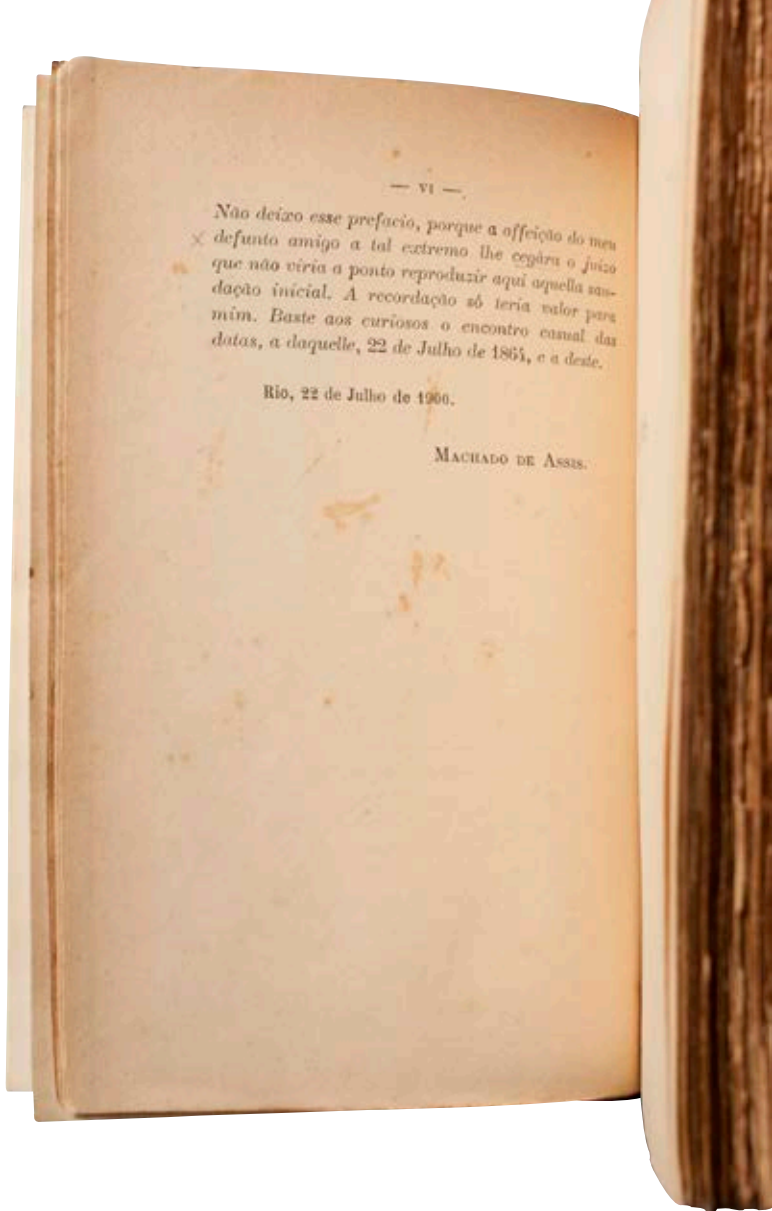 — VI —
Não deixo esse prefacio, porque a affeição do meu
defunto amigo a tal extremo lhe cegára o juizo
que não viria a ponto reproduzir aqui aquella sau-
dação inicial. A recordação só teria valor para
mim. Baste aos curiosos o encontro casual das
datas, a daquelle, 22 de Julho de 1864, e a deste.
Rio, 22 de Julho de 1900.
MACHADO DE ASSIS.